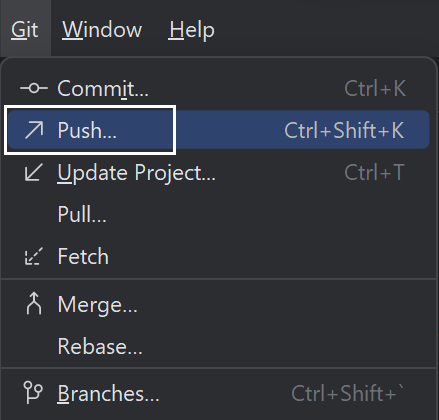 Git Window Help
Commit... Ctrl+K
Push... Ctrl+Shift+K
Update Project... Ctrl+T
Pull...
Fetch
Merge...
Rebase...
Branches... Ctrl+Shift+`